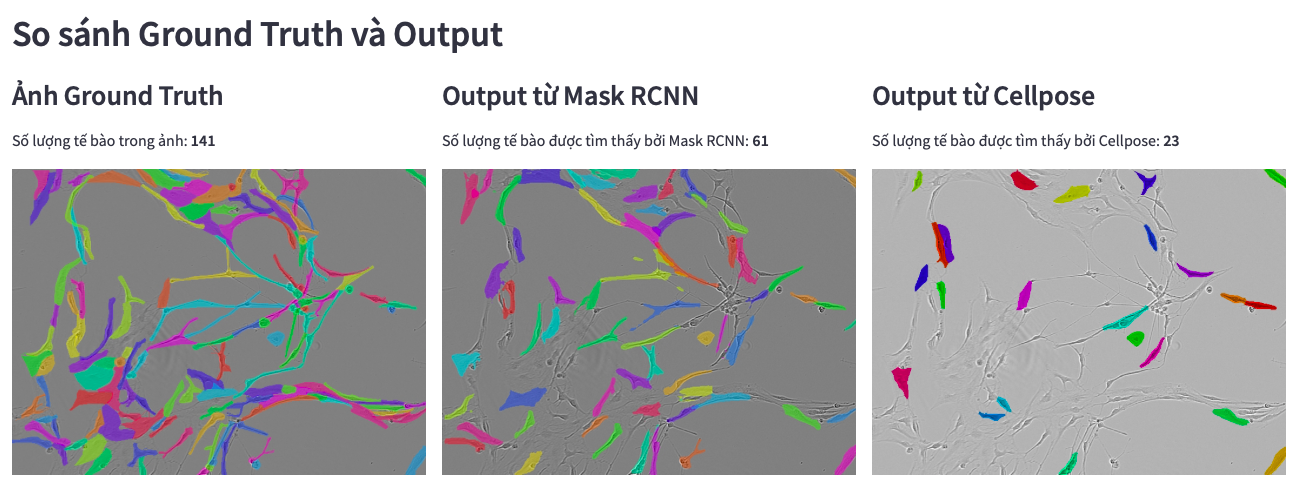 So sánh Ground Truth và Output
Ảnh Ground Truth
Số lượng tế bào trong ảnh: 141
Output từ Mask RCNN
Số lượng tế bào được tìm thấy bởi Mask RCNN: 61
Output từ Cellpose
Số lượng tế bào được tìm thấy bởi Cellpose: 23